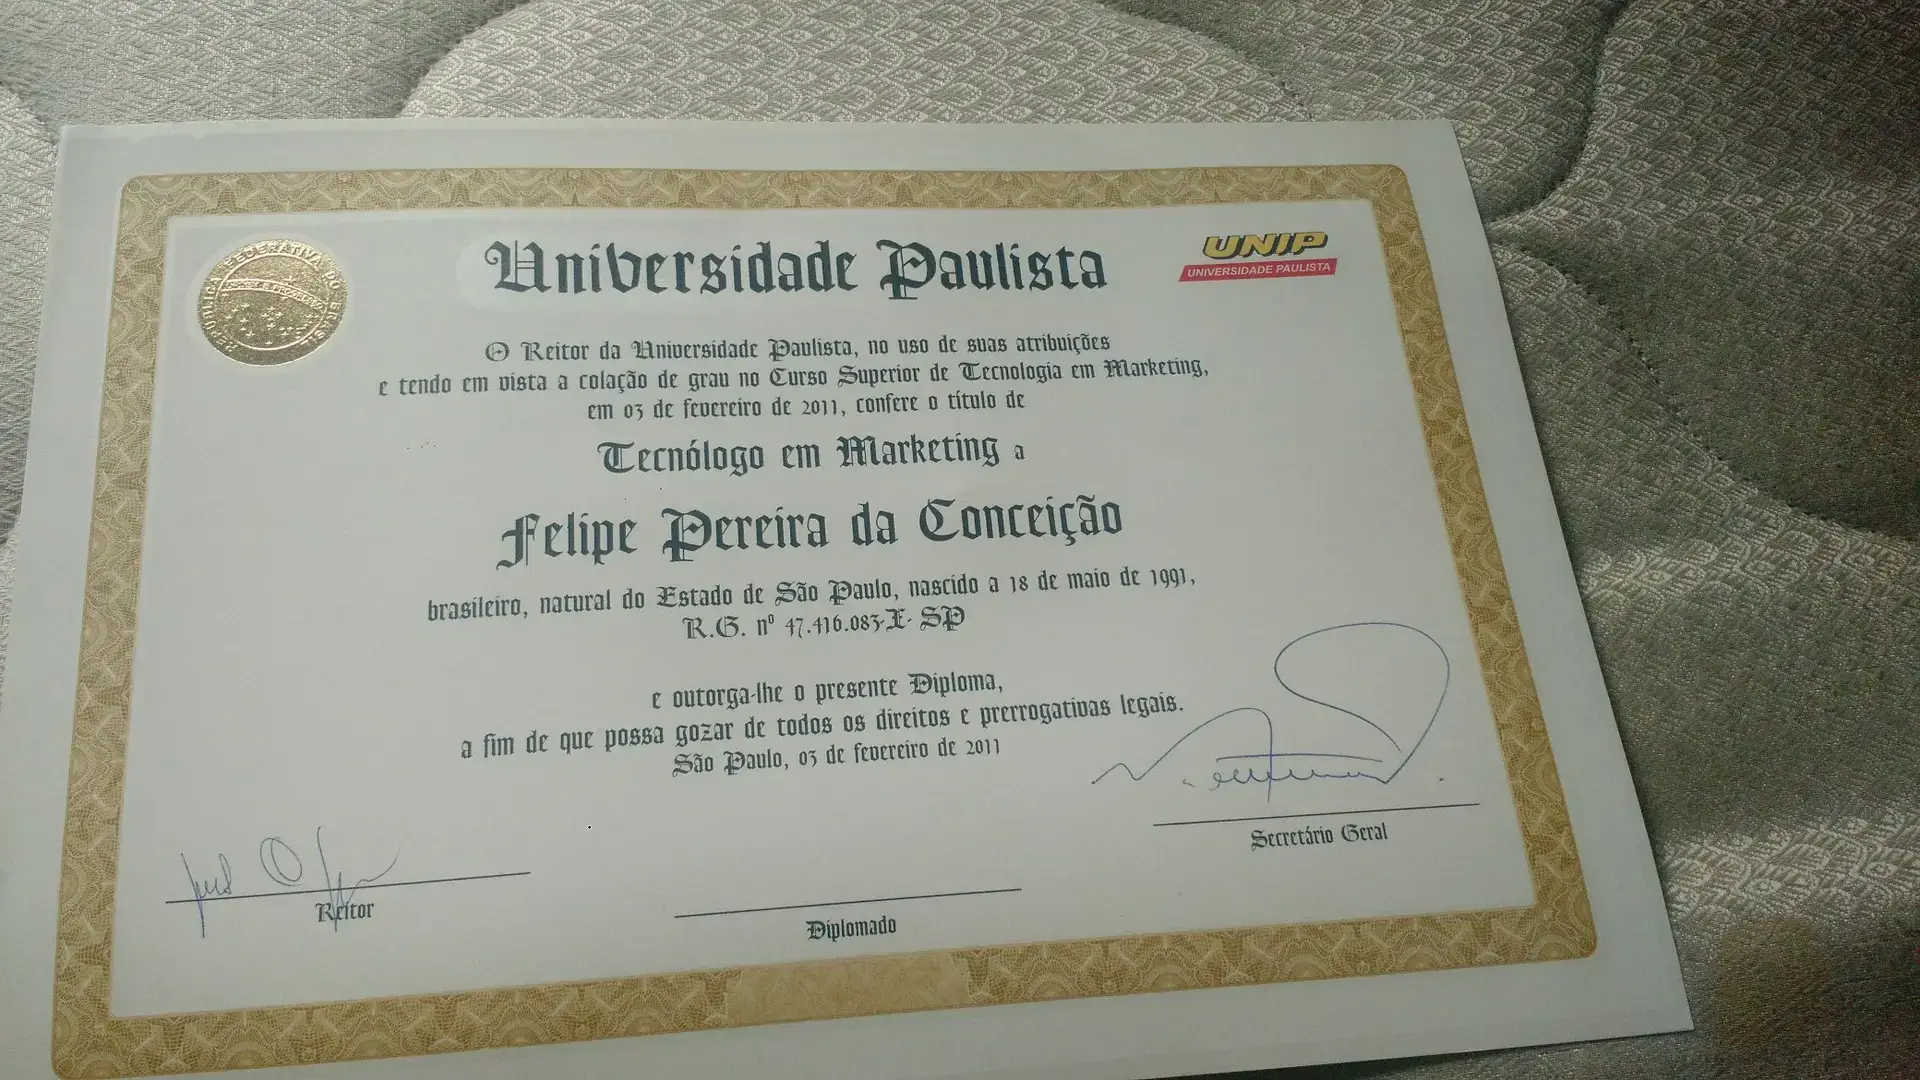 REPÚBLICA FEDERATIVA DO BRASIL
Universidade Paulista
UNIP
UNIVERSIDADE PAULISTA
O Reitor da Universidade Paulista, no uso de suas atribuições
e tendo em vista a colação de grau no Curso Superior de Tecnologia em Marketing,
em 03 de fevereiro de 2011, confere o título de
Tecnólogo em Marketing a
Felipe Pereira da Conceição
brasileiro, natural do Estado de São Paulo, nascido a 18 de maio de 1991,
R.G. nº 47.416.083-X- SP
e outorga-lhe o presente Diploma,
a fim de que possa gozar de todos os direitos e prerrogativas legais.
São Paulo, 03 de fevereiro de 2011
Secretário Geral
Reitor
Diplomado